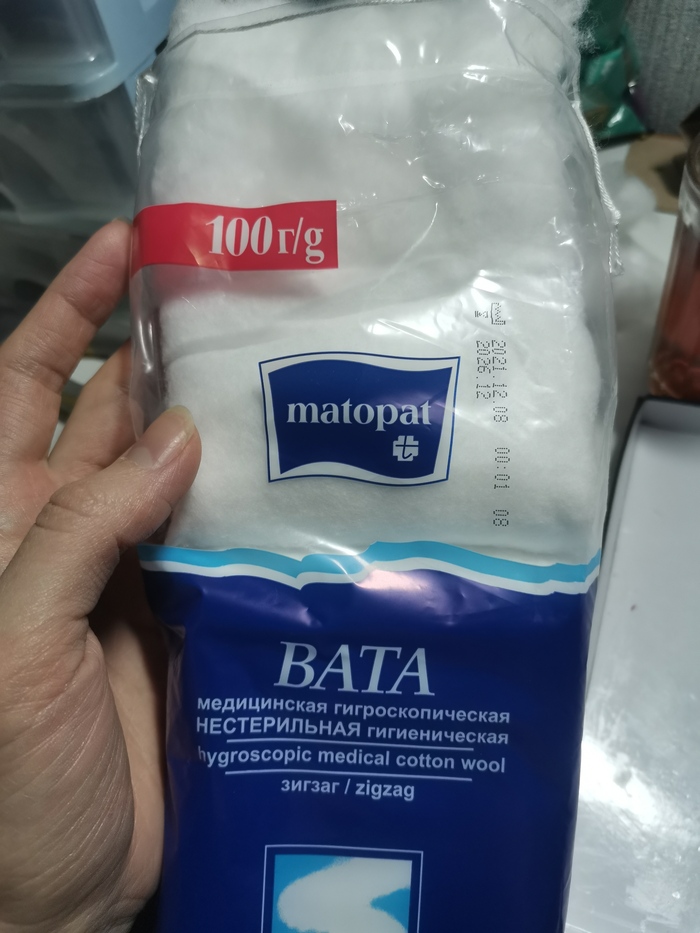 100г/g
matopat
2021.12.08 00:01 08
2026.12
ВАТА
медицинская гигроскопическая
НЕСТЕРИЛЬНАЯ гигиеническая
hygroscopic medical cotton wool
зигзаг / zigzag